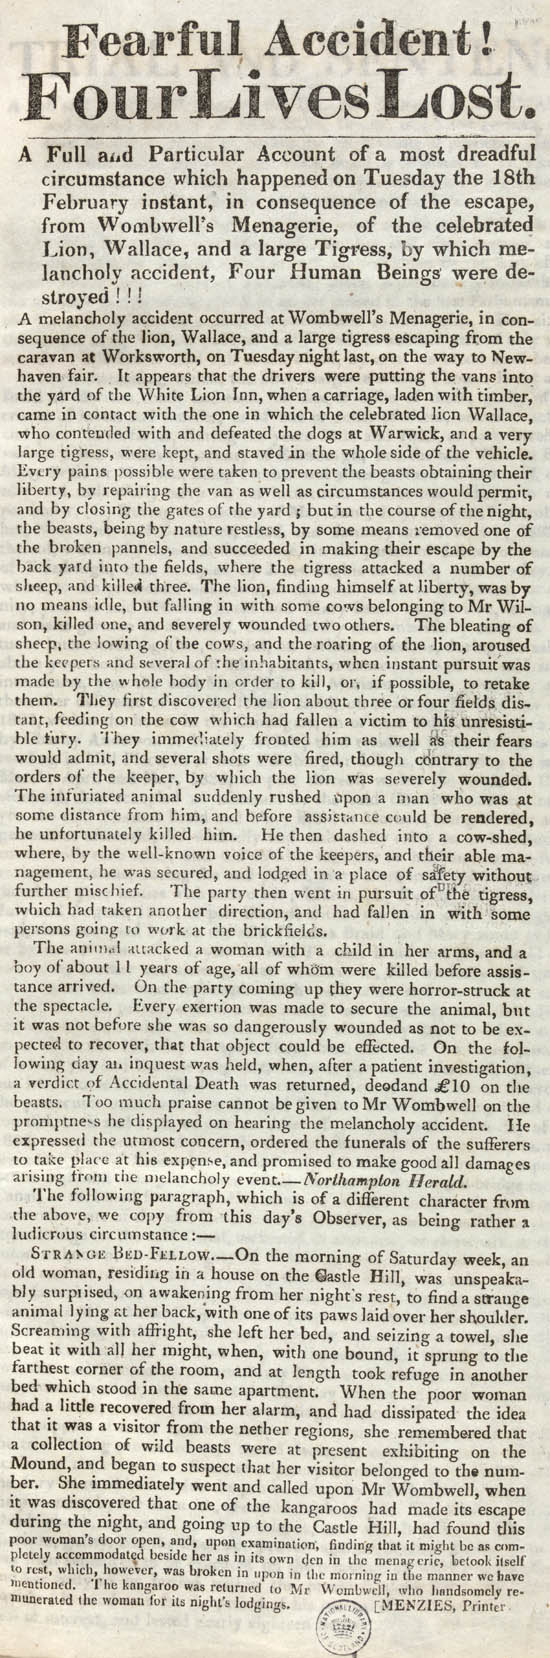 Fearful Accident!
Four Lives Lost.
A Full and Particular Account of a most dreadful
circumstance which happened on Tuesday the 18th
February instant, in consequence of the escape,
from Wombwell's Menagerie, of the celebrated
Lion, Wallace, and a large Tigress, by which me-
lancholy accident, Four Human Beings were de-
stroyed ! ! !
A melancholy accident occurred at Wombwell's Menagerie, in con-
sequence of the lion, Wallace, and a large tigress escaping from the
caravan at Worksworth, on Tuesday night last, on the way to New-
haven fair. It appears that the drivers were putting the vans into
the yard of the White Lion Inn, when a carriage, laden with timber,
came in contact with the one in which the celebrated lion Wallace,
who contended with and defeated the dogs at Warwick, and a very
large tigress, were kept, and staved in the whole side of the vehicle.
Every pains possible were taken to prevent the beasts obtaining their
liberty, by repairing the van as well as circumstances would permit,
and by closing the gates of the yard ; but in the course of the night,
the beasts, being by nature restless, by some means removed one of
the broken pannels, and succeeded in making their escape by the
back yard into the fields, where the tigress attacked a number of
sheep, and killed three. The lion, finding himself at liberty, was by
no means idle, but falling in with some cows belonging to Mr Wil-
son, killed one, and severely wounded two others. The bleating of
sheep, the lowing of the cows, and the roaring of the lion, aroused
the keepers and several of the inhabitants, when instant pursuit was
made by the whole body in order to kill, or, if possible, to retake
them. They first discovered the lion about three or four fields dis-
tant, feeding on the cow which had fallen a victim to his unresisti-
ble fury. They immediately fronted him as well as their fears
would admit, and several shots were fired, though contrary to the
orders of the keeper, by which the lion was severely wounded.
The infuriated animal suddenly rushed upon a man who was at
some distance from him, and before assistance could be rendered,
he unfortunately killed him. He then dashed into a cow-shed,
where, by the well-known voice of the keepers, and their able ma-
nagement, he was secured, and lodged in a place of safety without
further mischief. The party then went in pursuit of the tigress,
which had taken another direction, and had fallen in with some
persons going to work at the brickfields.
The animal attacked a woman with a child in her arms, and a
boy of about 11 years of age, all of whom were killed before assis-
tance arrived. On the party coming up they were horror-struck at
the spectacle. Every exertion was made to secure the animal, but
it was not before she was so dangerously wounded as not to be ex-
pected to recover, that that object could be effected. On the fol-
lowing day an inquest was held, when, after a patient investigation,
a verdict of Accidental Death was returned, deodand £10 on the
beasts. Too much praise cannot be given to Mr Wombwell on the
promptness he displayed on hearing the melancholy accident. He
expressed the utmost concern, ordered the funerals of the sufferers
to take place at his expense, and promised to make good all damages
arising from the melancholy event.—Northampton Herald.
The following paragraph, which is of a different character from
the above, we copy from this day's Observer, as being rather a
ludicrous circumstance :—
STRANGE BED-FELLOW.—On the morning of Saturday week, an
old woman, residing in a house on the Castle Hill, was unspeaka-
bly surprised, on awakening from her night's rest, to find a strange
animal lying at her back, with one of its paws laid over her shoulder.
Screaming with affright, she left her bed, and seizing a towel, she
beat it with all her might, when, with one bound, it sprung to the
farthest corner of the room, and at length took refuge in another
bed which stood in the same apartment. When the poor woman
had a little recovered from her alarm, and had dissipated the idea
that it was a visitor from the nether regions, she remembered that
a collection of wild beasts were at present exhibiting on the
Mound, and began to suspect that her visitor belonged to the num-
ber. She immediately went and called upon Mr Wombwell, when
it was discovered that one of the kangaroos had made its escape
during the night, and going up to the Castle Hill, had found this
poor woman's door open, and, upon examination, finding that it might be as com-
pletely accommodated beside her as in its own den in the menagerie, betook itself
to rest, which, however, was broken in upon in the morning in the manner we have
mentioned. The kangaroo was returned to Mr Wombwell, who handsomely re-
munerated the woman for its night's lodgings. [MENZIES, Printer
NATIONAL LIBRARY OF SCOTLAND